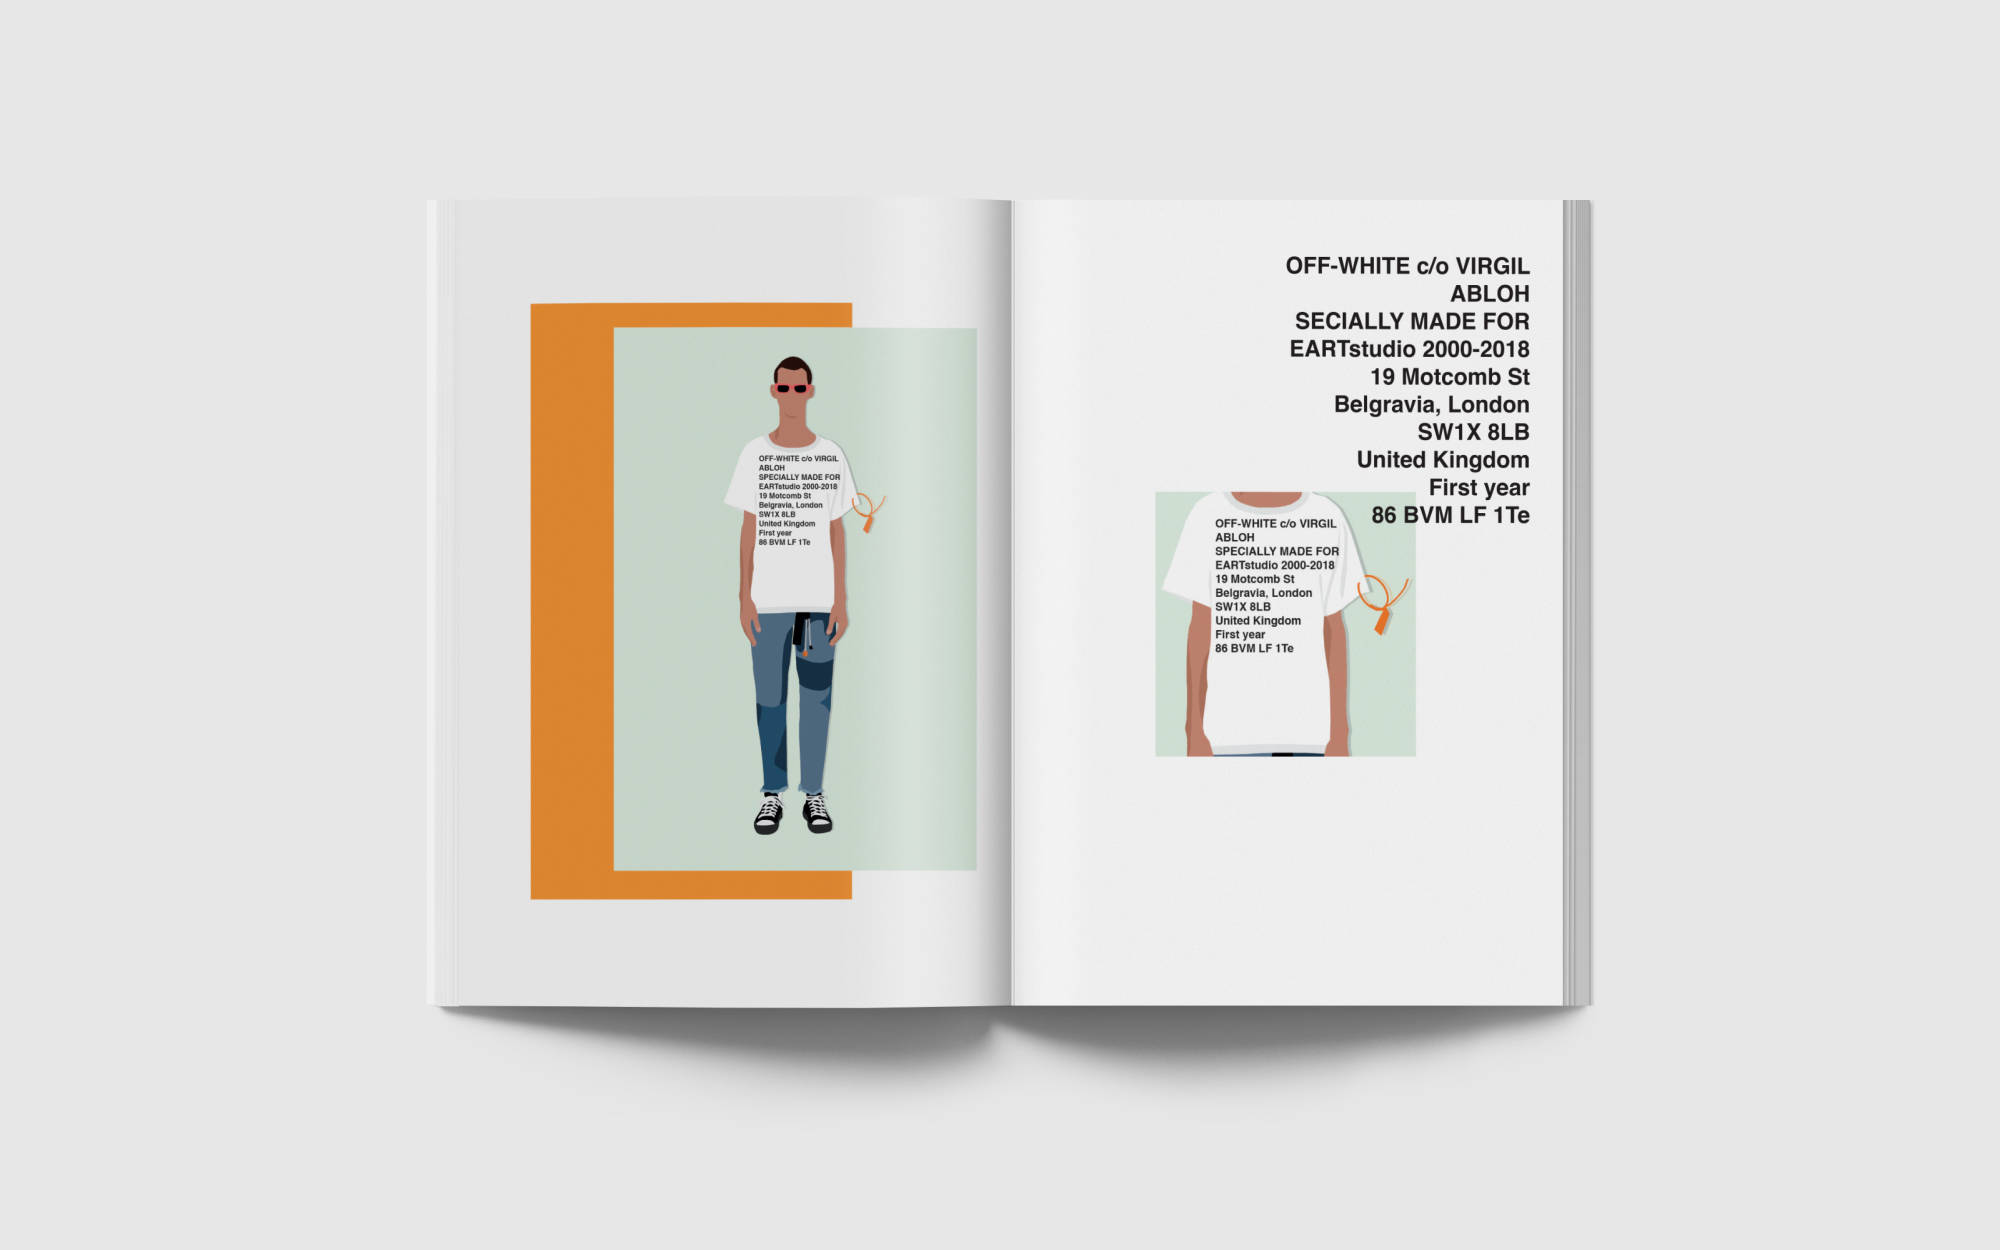 OFF-WHITE c/o VIRGIL
ABLOH
SPECIALLY MADE FOR
EARTstudio 2000-2018
19 Motcomb St
Belgravia, London
SW1X 8LB
United Kingdom
First year
86 BVM LF 1Te
OFF-WHITE c/o VIRGIL
ABLOH
SECIALLY MADE FOR
EARTstudio 2000-2018
19 Motcomb St
Belgravia, London
SW1X 8LB
United Kingdom
First year
86 BVM LF 1Te
OFF-WHITE c/o VIRGIL
ABLOH
SPECIALLY MADE FOR
EARTstudio 2000-2018
19 Motcomb St
Belgravia, London
SW1X 8LB
United Kingdom
First year
86 BVM LF 1Te